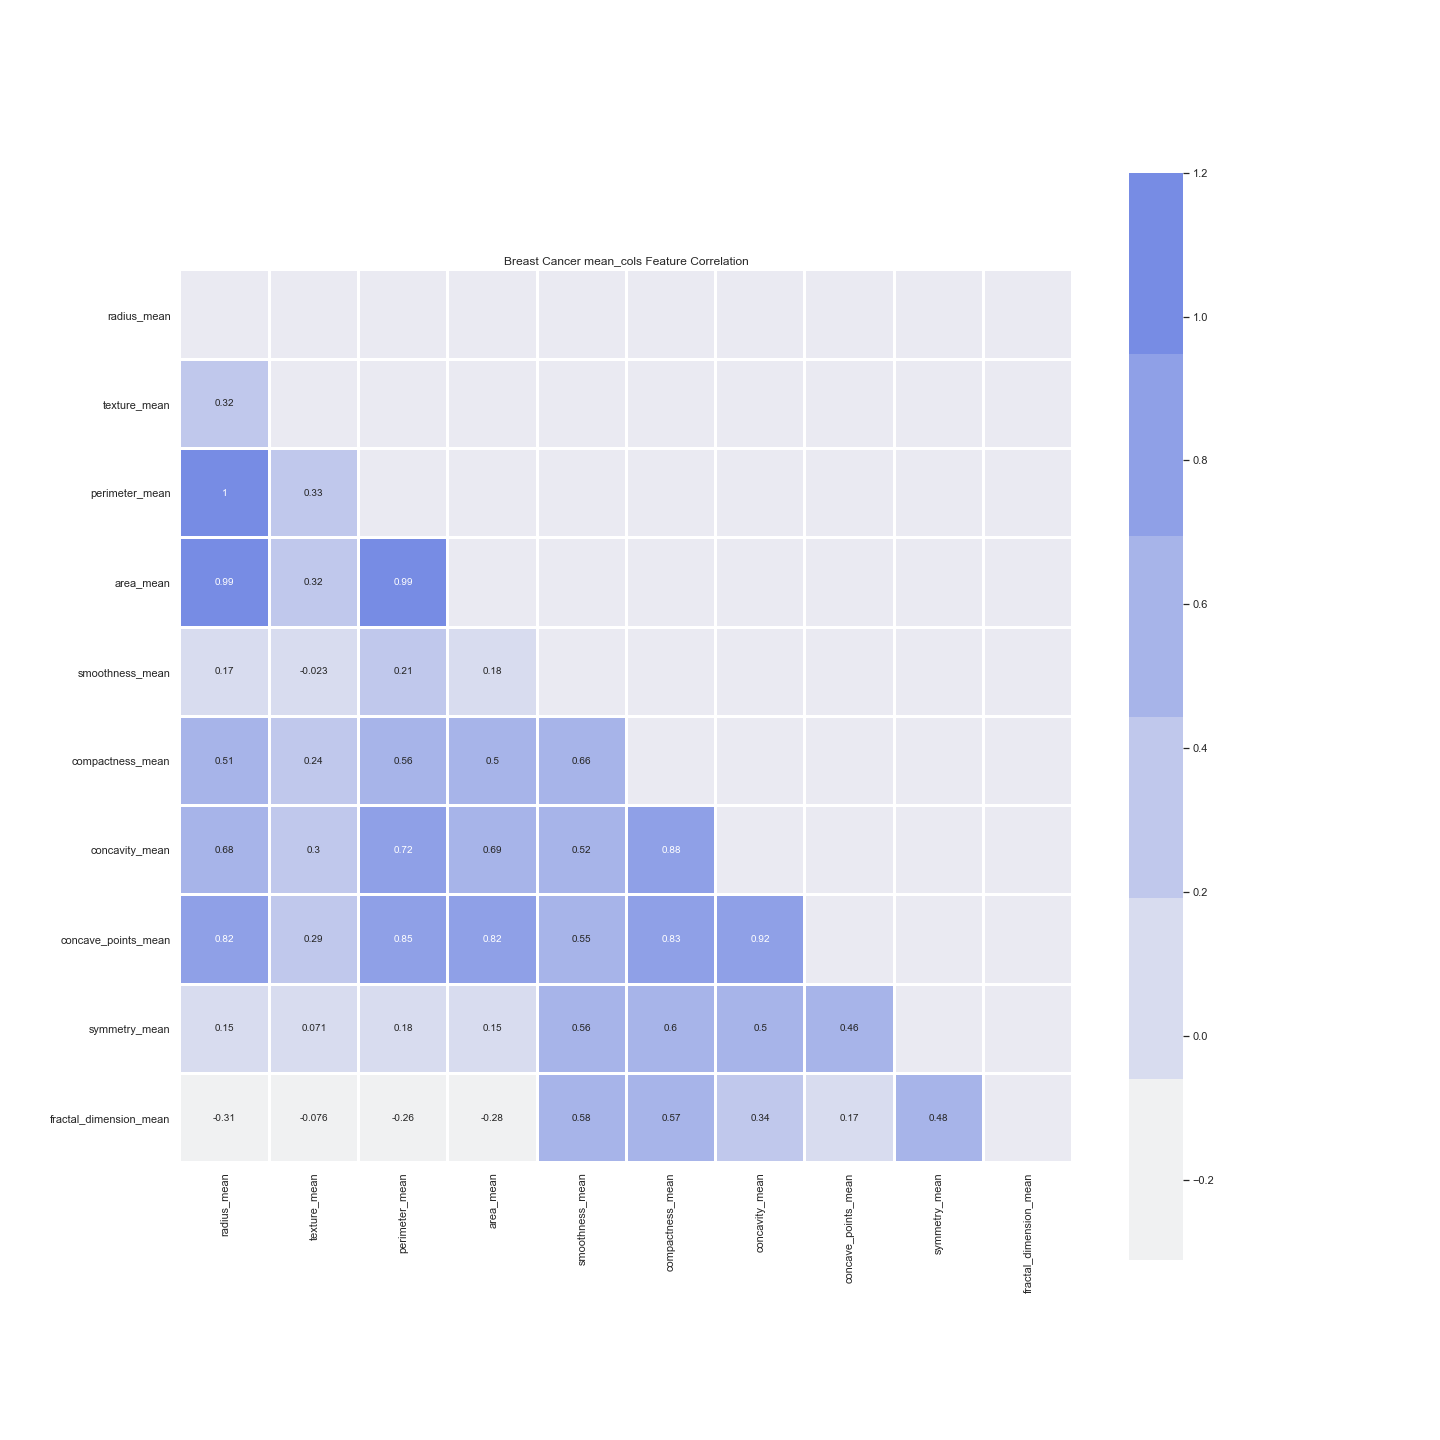 Breast Cancer mean_cols Feature Correlation
radius_mean
texture_mean 0.32
perimeter_mean 1 0.33
area_mean 0.99 0.32 0.99
smoothness_mean 0.17 -0.023 0.21 0.18
compactness_mean 0.51 0.24 0.56 0.5 0.66
concavity_mean 0.68 0.3 0.72 0.69 0.52 0.88
concave_points_mean 0.82 0.29 0.85 0.82 0.55 0.83 0.92
symmetry_mean 0.15 0.071 0.18 0.15 0.56 0.6 0.5 0.46
fractal_dimension_mean -0.31 -0.076 -0.26 -0.28 0.58 0.57 0.34 0.17 0.48
radius_mean
texture_mean
perimeter_mean
area_mean
smoothness_mean
compactness_mean
concavity_mean
concave_points_mean
symmetry_mean
fractal_dimension_mean
1.2
1.0
0.8
0.6
0.4
0.2
0.0
−0.2